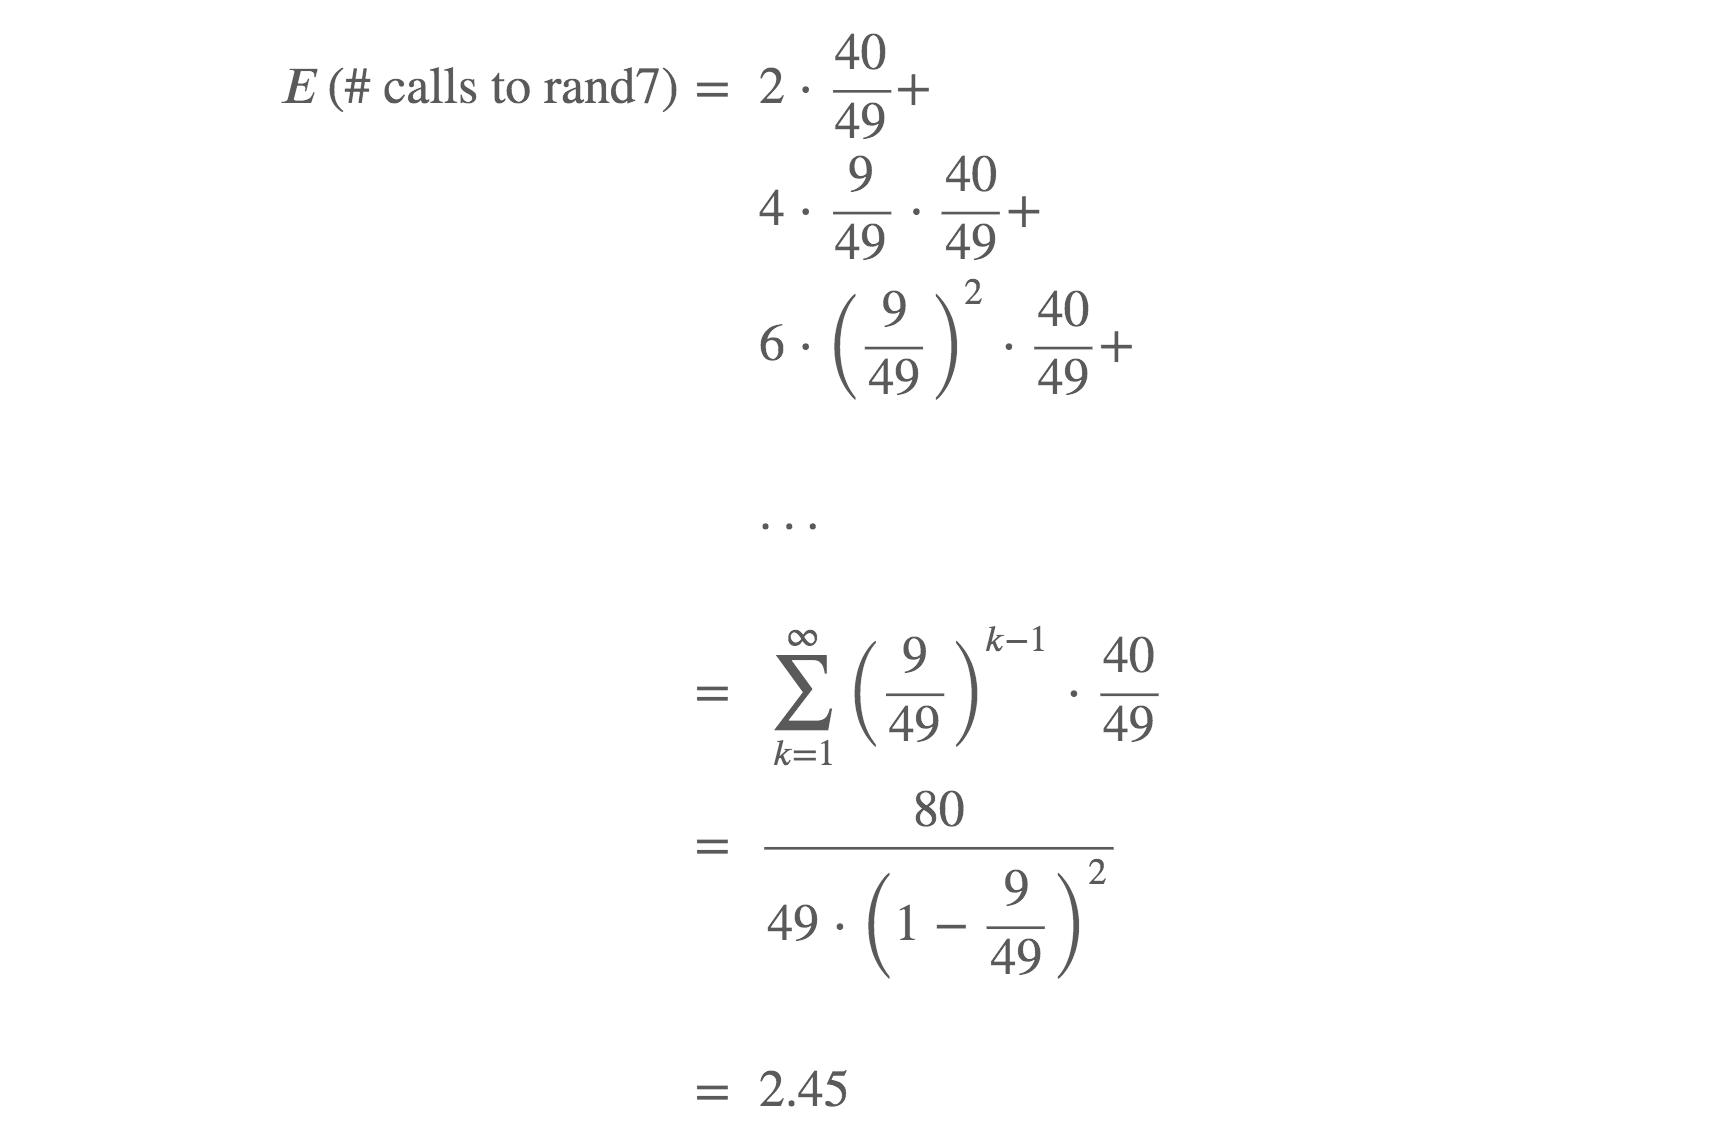 E (# calls to rand7) = 2 · 40/49 +
4 · 9/49 · 40/49 +
6 · (9/49)^2 · 40/49 +
. . .
= ∑_{k=1}^{∞} (9/49)^{k−1} · 40/49
= 80 / (49 · (1 − 9/49)^2)
= 2.45